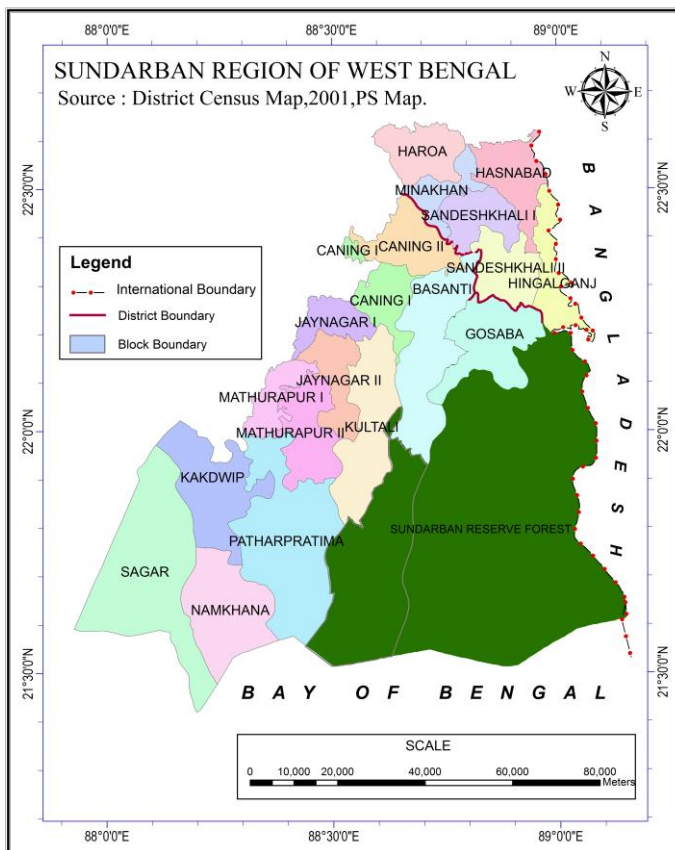 88°0'0"E
88°30'0"E
89°0'0"E
SUNDARBAN REGION OF WEST BENGAL
Source : District Census Map,2001,PS Map.
N
W
E
S
22°30'0"N
22°30'0"N
HAROA
HASNABAD
MINAKHAN
SANDESHKHALI I
CANING I
CANING II
SANDESHKHALI II
BASANTI
HINGALGANJ
CANING I
JAYNAGAR I
GOSABA
BANGLADESH
Legend
International Boundary
District Boundary
Block Boundary
JAYNAGAR II
MATHURAPUR I
KULTALI
MATHURAPUR II
22°0'0"N
22°0'0"N
KAKDWIP
SUNDARBAN RESERVE FOREST
PATHARPRATIMA
SAGAR
NAMKHANA
21°30'0"N
21°30'0"N
BAY OF BENGAL
SCALE
0 10,000 20,000 40,000 60,000 80,000
Meters
88°0'0"E
88°30'0"E
89°0'0"E